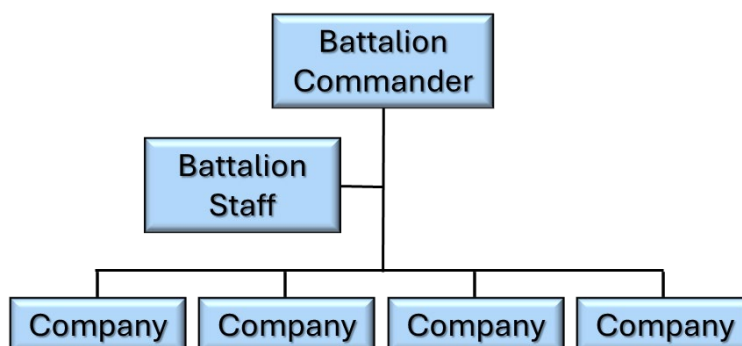 Battalion
Commander
Battalion
Staff
Company Company Company Company